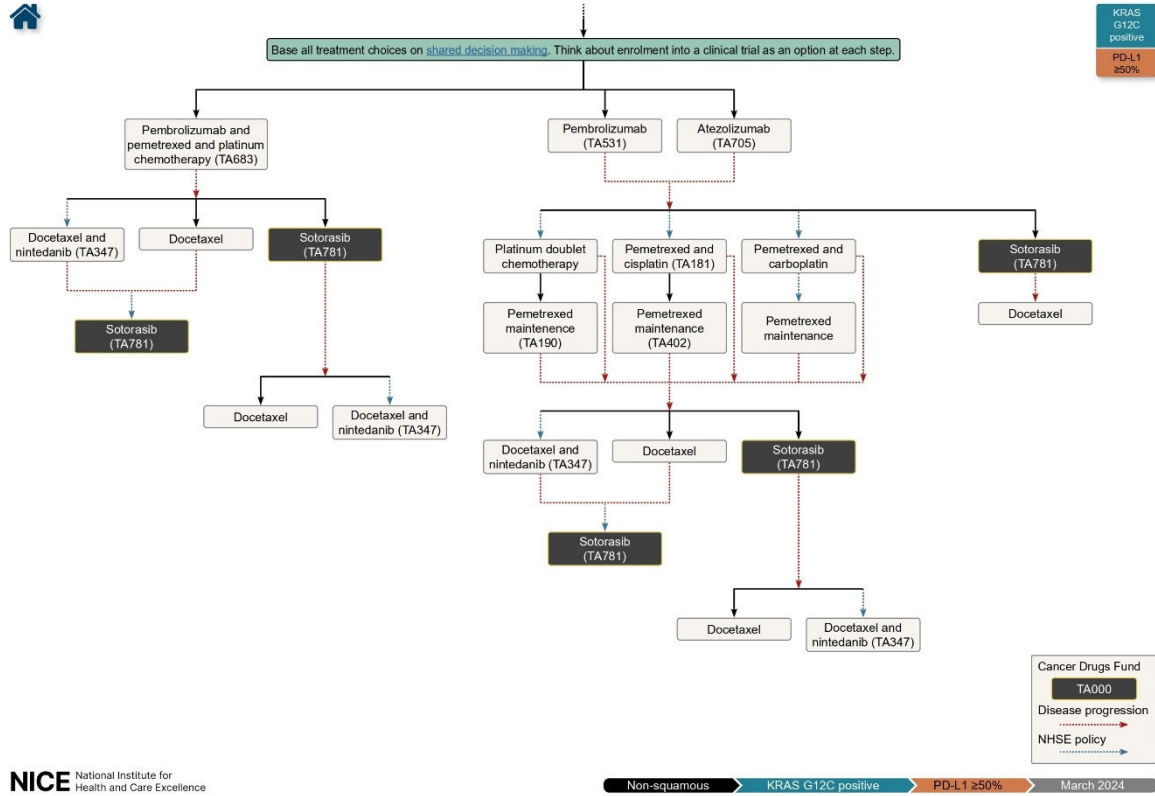 KRAS
G12C
positive
PD-L1
≥50%
Base all treatment choices on shared decision making. Think about enrolment into a clinical trial as an option at each step.
Pembrolizumab and
pemetrexed and platinum
chemotherapy (TA683)
Pembrolizumab
(TA531)
Atezolizumab
(TA705)
Docetaxel and
nintedanib (TA347)
Docetaxel
Sotorasib
(TA781)
Platinum doublet
chemotherapy
Pemetrexed and
cisplatin (TA181)
Pemetrexed and
carboplatin
Sotorasib
(TA781)
Sotorasib
(TA781)
Pemetrexed
maintenence
(TA190)
Pemetrexed
maintenance
(TA402)
Pemetrexed
maintenance
Docetaxel
Docetaxel
Docetaxel and
nintedanib (TA347)
Docetaxel and
nintedanib (TA347)
Docetaxel
Sotorasib
(TA781)
Sotorasib
(TA781)
Docetaxel
Docetaxel and
nintedanib (TA347)
Cancer Drugs Fund
TA000
Disease progression
NHSE policy
NICE National Institute for
Health and Care Excellence
Non-squamous
KRAS G12C positive
PD-L1 ≥50%
March 2024